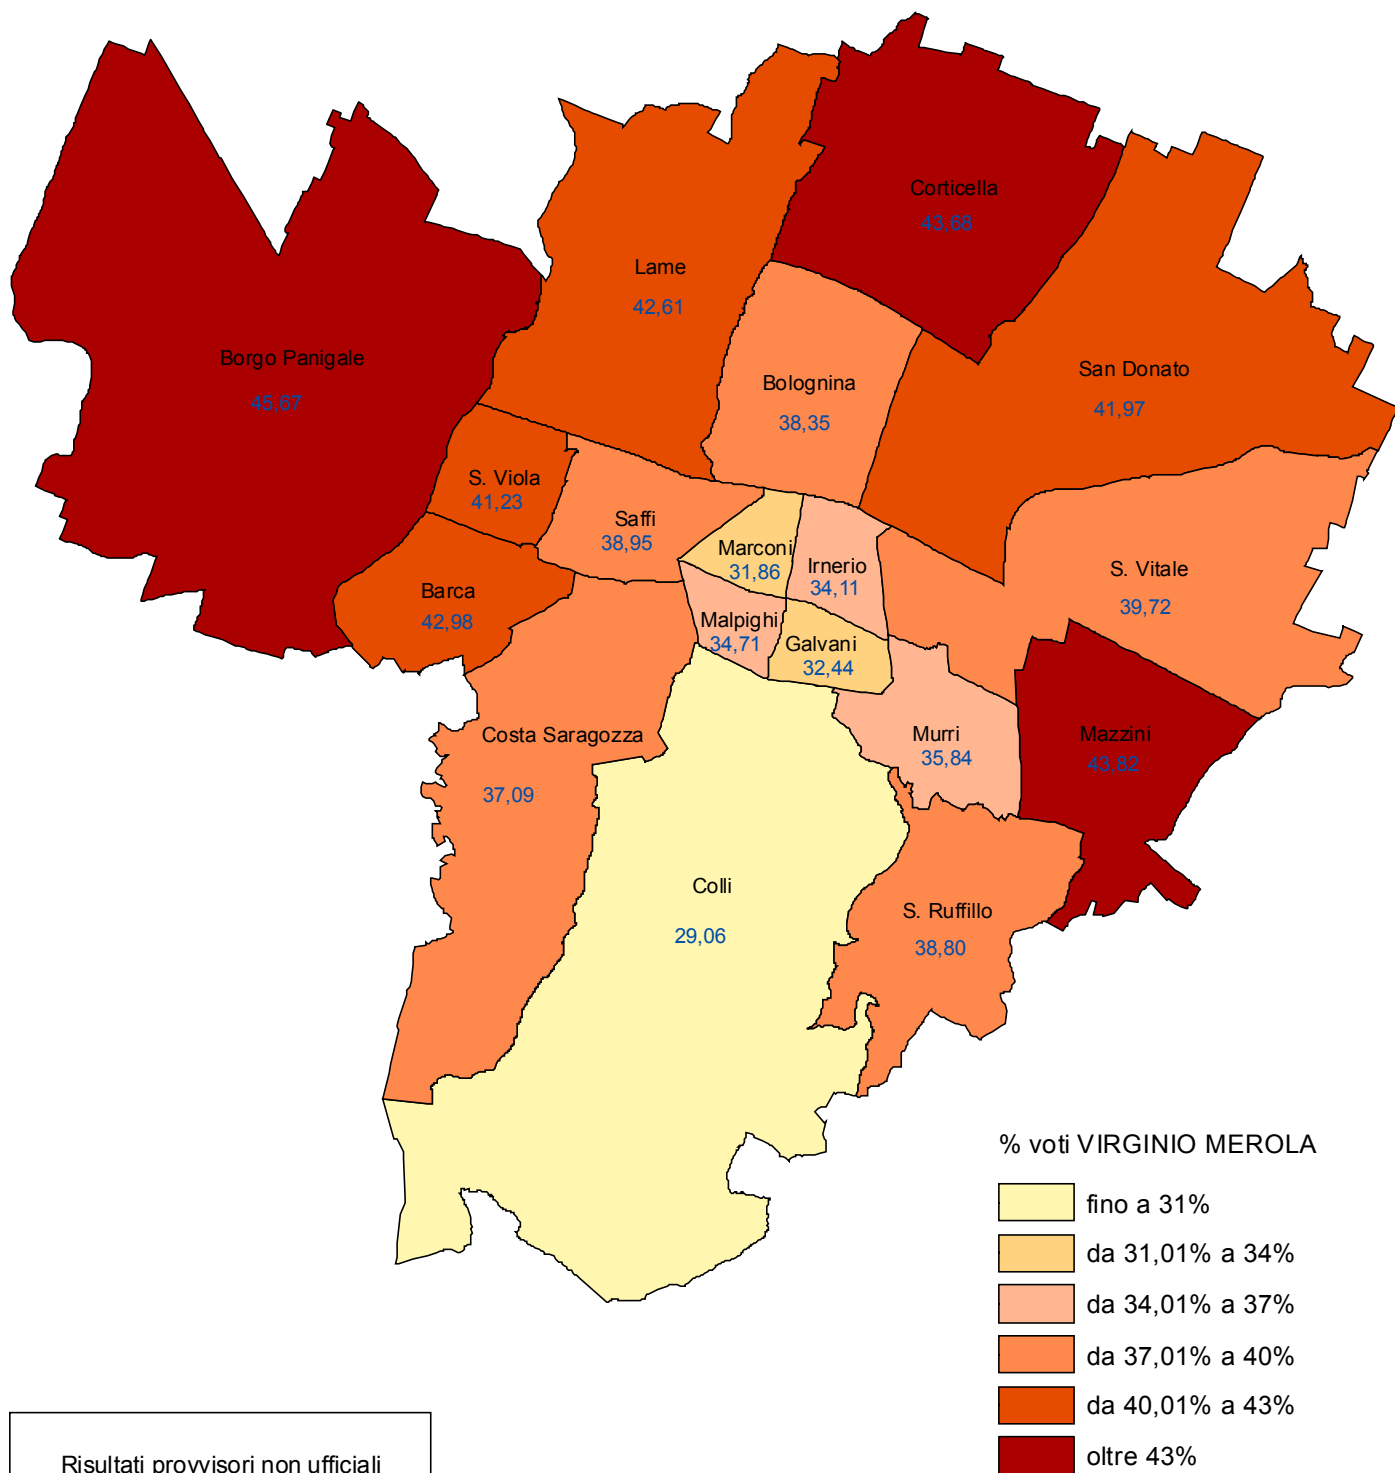 Corticella
43,68
Lame
42,61
Borgo Panigale
45,67
Bolognina
38,35
San Donato
41,97
S. Viola
41,23
Saffi
38,95
Marconi
31,86
Irnerio
34,11
S. Vitale
39,72
Barca
42,98
Malpighi
34,71
Galvani
32,44
Costa Saragozza
37,09
Murri
35,84
Mazzini
43,82
Colli
29,06
S. Ruffillo
38,80
% voti VIRGINIO MEROLA
fino a 31%
da 31,01% a 34%
da 34,01% a 37%
da 37,01% a 40%
da 40,01% a 43%
oltre 43%
Risultati provvisori non ufficiali